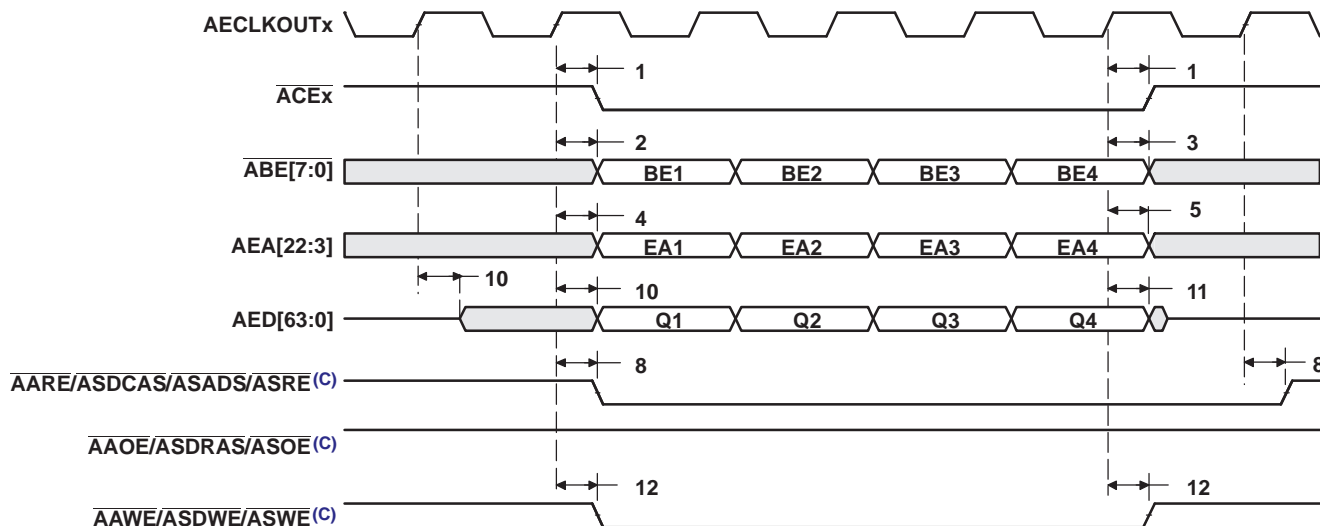 AECLKOUTx
1 1
ACEx
2 3
ABE[7:0] BE1 BE2 BE3 BE4
4 5
AEA[22:3] EA1 EA2 EA3 EA4
10 10 11
AED[63:0] Q1 Q2 Q3 Q4
8 8
AARE/ASDCAS/ASADS/ASRE(C)
AAOE/ASDRAS/ASOE(C)
12 12
AAWE/ASDWE/ASWE(C)